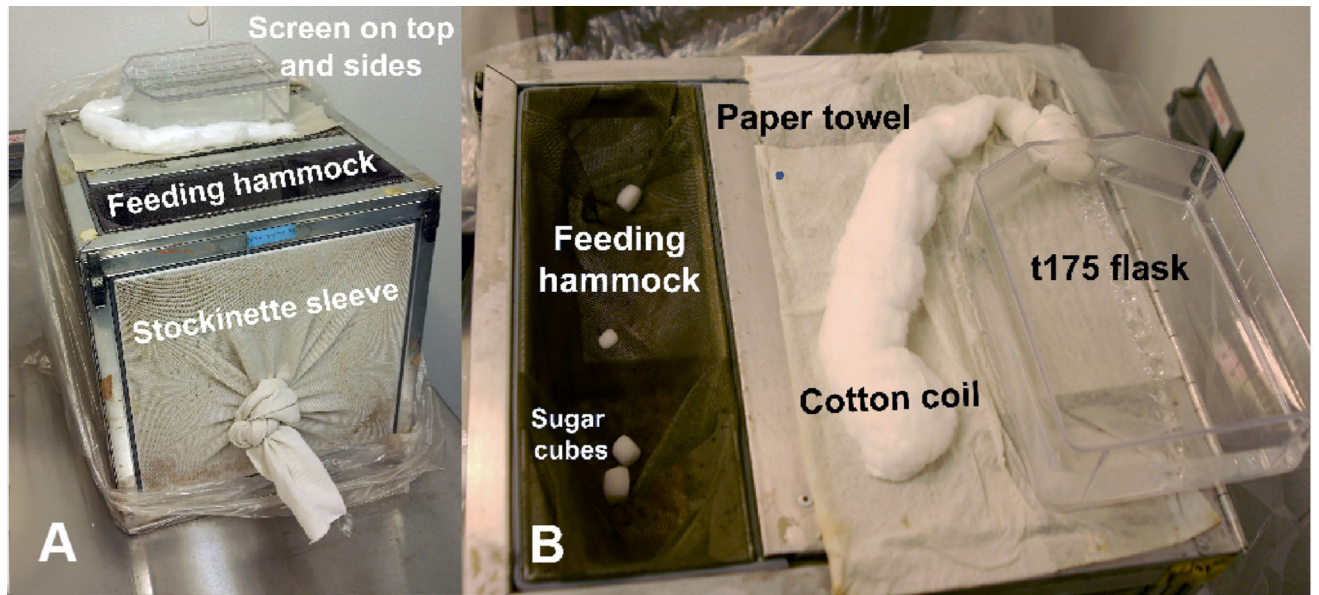 Screen on top
and sides
Feeding hammock
Stockinette sleeve
A
Paper towel
Feeding
hammock
t175 flask
Cotton coil
Sugar
cubes
B